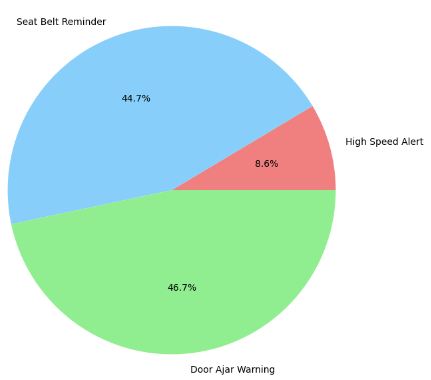 Seat Belt Reminder
44.7%
High Speed Alert
8.6%
46.7%
Door Ajar Warning